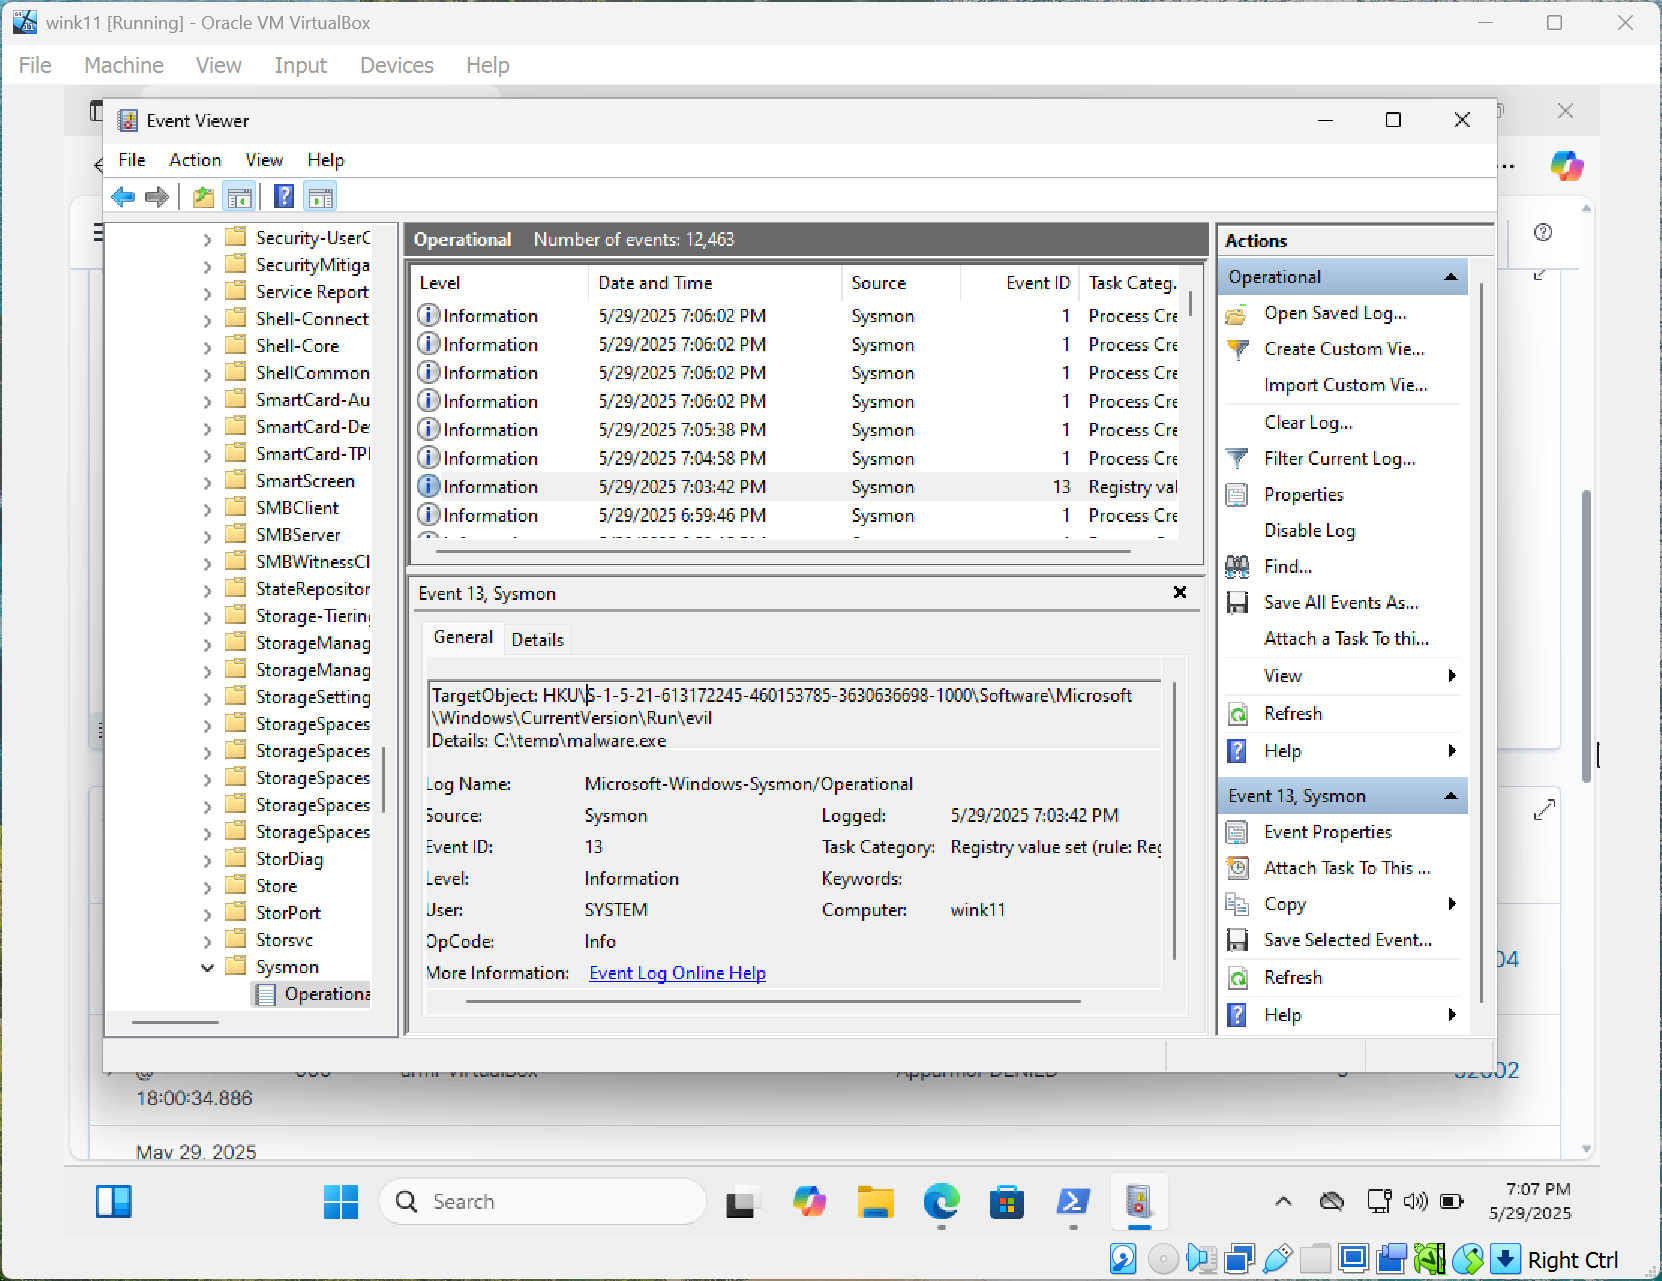 wink11 [Running] - Oracle VM VirtualBox
File Machine View Input Devices Help
Event Viewer
File Action View Help
Security-UserC
SecurityMitiga
Service Report
Shell-Connect
Shell-Core
ShellCommon
SmartCard-Au
SmartCard-De
SmartCard-TPI
SmartScreen
SMBClient
SMBServer
SMBWitnessCl
StateRepositor
Storage-Tiering
StorageManag
StorageManag
StorageSetting
StorageSpaces
StorageSpaces
StorageSpaces
StorageSpaces
StorageSpaces
StorDiag
Store
StorPort
Storsvc
Sysmon
Operationa
Operational Number of events: 12,463
Level Date and Time Source Event ID Task Categ.
Information 5/29/2025 7:06:02 PM Sysmon 1 Process Cre
Information 5/29/2025 7:06:02 PM Sysmon 1 Process Cre
Information 5/29/2025 7:06:02 PM Sysmon 1 Process Cre
Information 5/29/2025 7:06:02 PM Sysmon 1 Process Cre
Information 5/29/2025 7:05:38 PM Sysmon 1 Process Cre
Information 5/29/2025 7:04:58 PM Sysmon 1 Process Cre
Information 5/29/2025 7:03:42 PM Sysmon 13 Registry val
Information 5/29/2025 6:59:46 PM Sysmon 1 Process Cre
Event 13, Sysmon
General Details
TargetObject: HKU\S-1-5-21-613172245-460153785-3630636698-1000\Software\Microsoft
\Windows\CurrentVersion\Run\evil
Details: C:\temp\malware.exe
Log Name: Microsoft-Windows-Sysmon/Operational
Source: Sysmon Logged: 5/29/2025 7:03:42 PM
Event ID: 13 Task Category: Registry value set (rule: Reg
Level: Information Keywords:
User: SYSTEM Computer: wink11
OpCode: Info
More Information: Event Log Online Help
Actions
Operational
Open Saved Log...
Create Custom Vie...
Import Custom Vie...
Clear Log...
Filter Current Log...
Properties
Disable Log
Find...
Save All Events As...
Attach a Task To thi...
View
Refresh
Help
Event 13, Sysmon
Event Properties
Attach Task To This ...
Copy
Save Selected Event...
Refresh
Help
04
@ VirtualBox Apparmor DENIED
18:00:34.886
May 29, 2025
Search
7:07 PM
5/29/2025
Right Ctrl